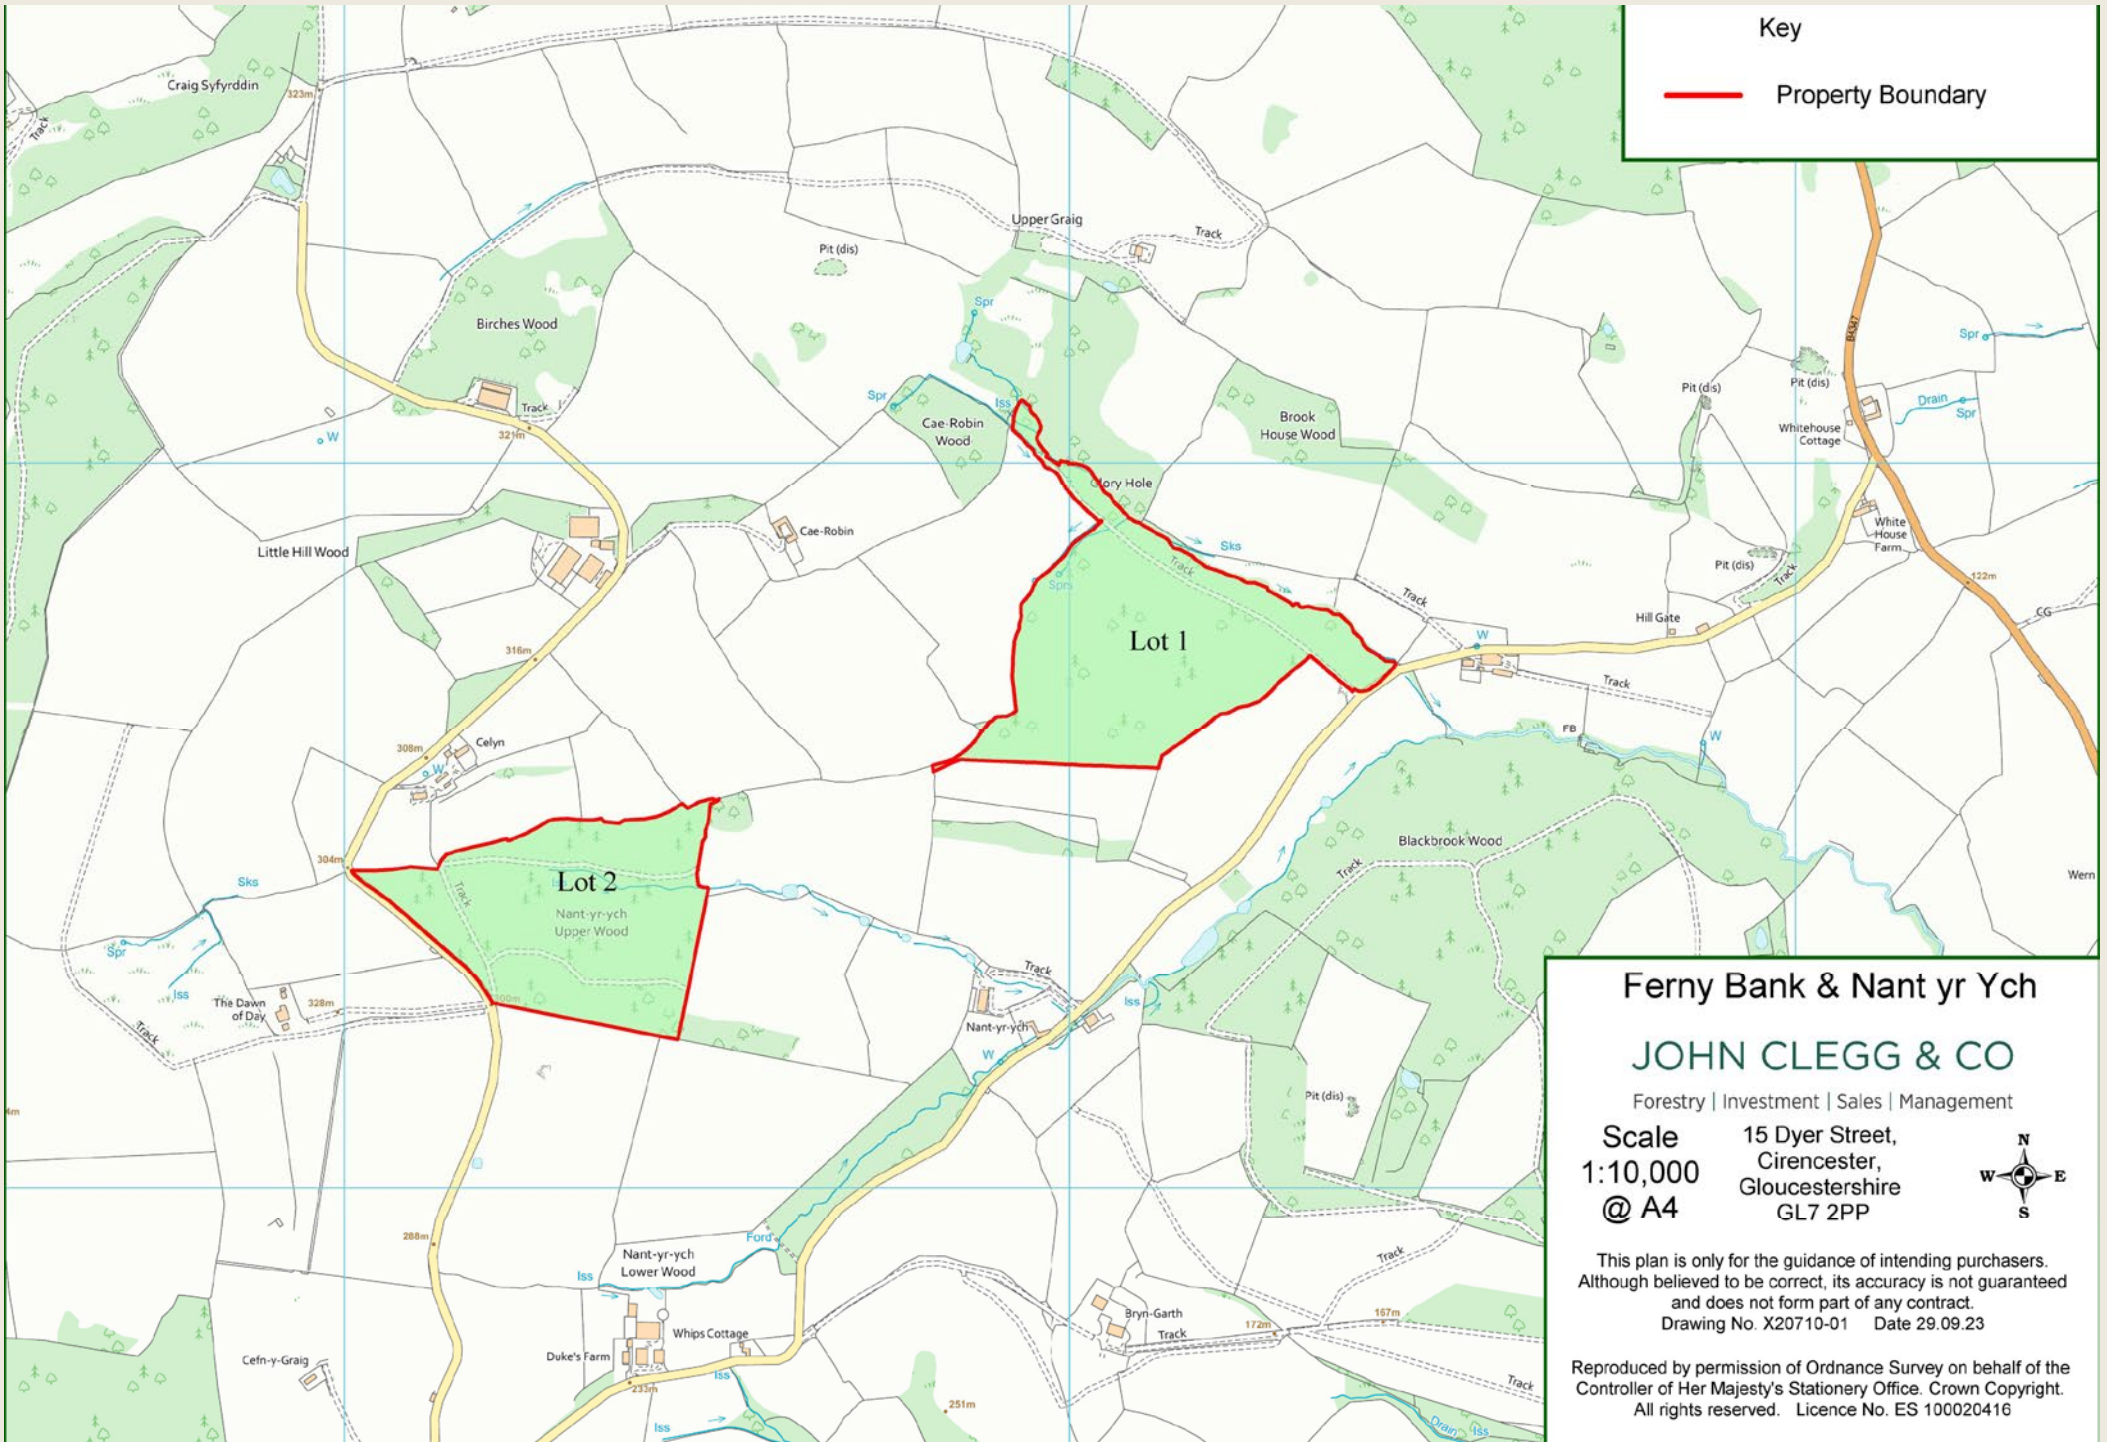 Key
Property Boundary
Craig Syfyrddin
323m
Track
Upper Graig
Track
Pit (dis)
Spr
Birches Wood
B4347
Spr
Spr
Iss
Cae-Robin
Wood
Brook
House Wood
Pit (dis)
Pit (dis)
Drain
Spr
Whitehouse
Cottage
Track
321m
W
Glory Hole
White
House
Farm
Cae-Robin
Little Hill Wood
Sks
Track
Spr
Pit (dis)
Track
122m
CG
Track
Hill Gate
Lot 1
W
316m
Track
Celyn
308m
W
FB
W
Blackbrook Wood
Track
304m
Wern
Sks
Lot 2
Track
Nant-yr-ych
Upper Wood
Spr
Iss
The Dawn
of Day
328m
300m
Track
Track
Iss
Nant-yr-ych
W
Pit (dis)
Ferny Bank & Nant yr Ych
JOHN CLEGG & CO
Forestry | Investment | Sales | Management
Scale
1:10,000
@ A4
15 Dyer Street,
Cirencester,
Gloucestershire
GL7 2PP
N
W E
S
This plan is only for the guidance of intending purchasers.
Although believed to be correct, its accuracy is not guaranteed
and does not form part of any contract.
Drawing No. X20710-01 Date 29.09.23
Reproduced by permission of Ordnance Survey on behalf of the
Controller of Her Majesty's Stationery Office. Crown Copyright.
All rights reserved. Licence No. ES 100020416
288m
Ford
Nant-yr-ych
Lower Wood
Iss
Track
Bryn-Garth
Track
172m
167m
Whips Cottage
Duke's Farm
Cefn-y-Graig
233m
Iss
251m
Track
Iss
Drain
Iss